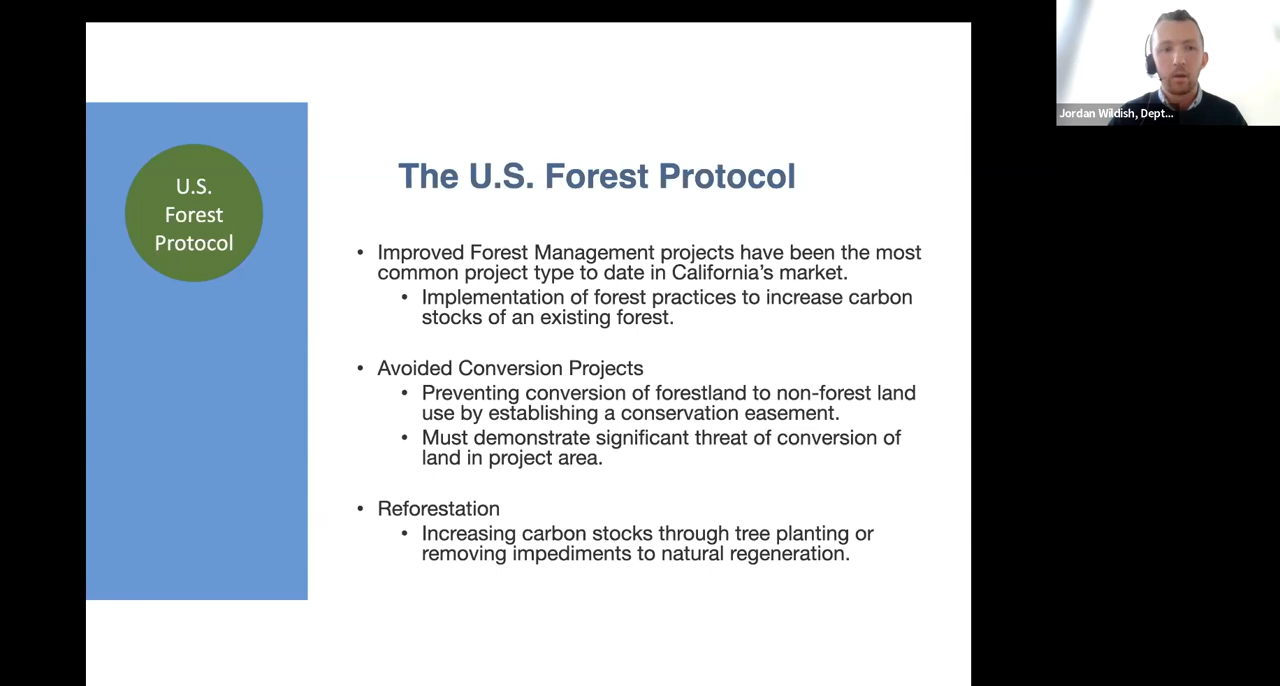 U.S.
Forest
Protocol
The U.S. Forest Protocol
• Improved Forest Management projects have been the most
common project type to date in California’s market.
• Implementation of forest practices to increase carbon
stocks of an existing forest.
• Avoided Conversion Projects
• Preventing conversion of forestland to non-forest land
use by establishing a conservation easement.
• Must demonstrate significant threat of conversion of
land in project area.
• Reforestation
• Increasing carbon stocks through tree planting or
removing impediments to natural regeneration.
Jordan Wildish, Dept...